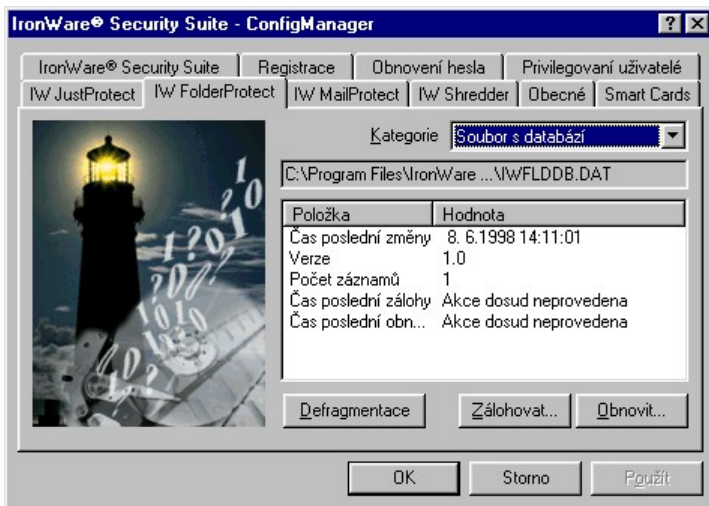 IronWare® Security Suite - ConfigManager
IronWare® Security Suite
Registrace
Obnovení hesla
Privilegovaní uživatelé
IW JustProtect
IW FolderProtect
IW MailProtect
IW Shredder
Obecné
Smart Cards
Kategorie
Soubor s databází
C:\Program Files\IronWare ...\IWFLDDB.DAT
Položka Hodnota
Čas poslední změny 8. 6.1998 14:11:01
Verze 1.0
Počet záznamů 1
Čas poslední zálohy Akce dosud neprovedena
Čas poslední obn... Akce dosud neprovedena
Defragmentace
Zálohovat...
Obnovit...
OK
Storno
Použít